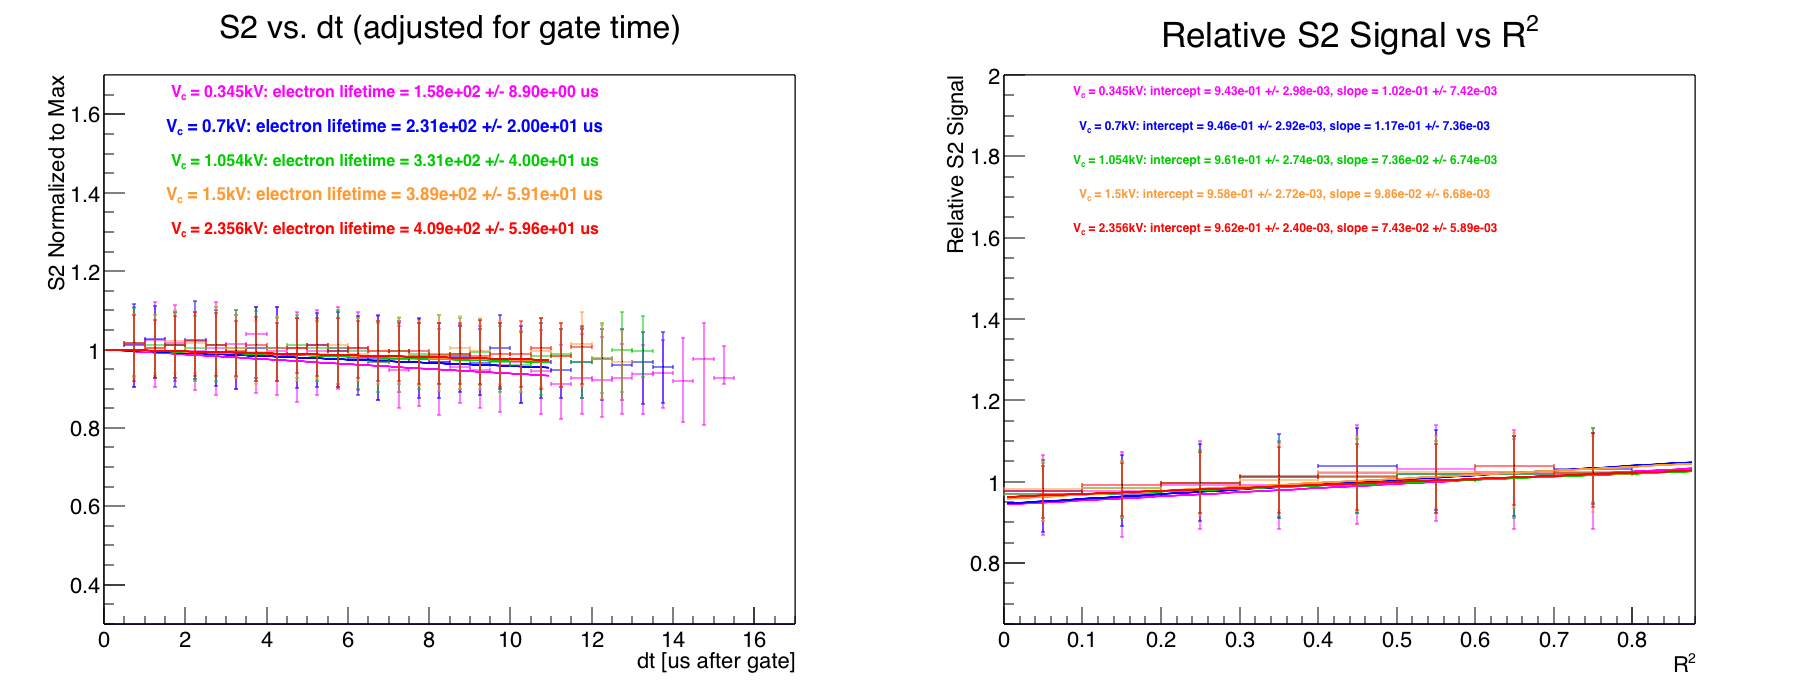 S2 vs. dt (adjusted for gate time)
S2 Normalized to Max
V_c = 0.345kV: electron lifetime = 1.58e+02 +/- 8.90e+00 us
V_c = 0.7kV: electron lifetime = 2.31e+02 +/- 2.00e+01 us
V_c = 1.054kV: electron lifetime = 3.31e+02 +/- 4.00e+01 us
V_c = 1.5kV: electron lifetime = 3.89e+02 +/- 5.91e+01 us
V_c = 2.356kV: electron lifetime = 4.09e+02 +/- 5.96e+01 us
1.6
1.4
1.2
1
0.8
0.6
0.4
0 2 4 6 8 10 12 14 16
dt [us after gate]
Relative S2 Signal vs R²
Relative S2 Signal
V_c = 0.345kV: intercept = 9.43e-01 +/- 2.98e-03, slope = 1.02e-01 +/- 7.42e-03
V_c = 0.7kV: intercept = 9.46e-01 +/- 2.92e-03, slope = 1.17e-01 +/- 7.36e-03
V_c = 1.054kV: intercept = 9.61e-01 +/- 2.74e-03, slope = 7.36e-02 +/- 6.74e-03
V_c = 1.5kV: intercept = 9.58e-01 +/- 2.72e-03, slope = 9.86e-02 +/- 6.68e-03
V_c = 2.356kV: intercept = 9.62e-01 +/- 2.40e-03, slope = 7.43e-02 +/- 5.89e-03
2
1.8
1.6
1.4
1.2
1
0.8
0 0.1 0.2 0.3 0.4 0.5 0.6 0.7 0.8
R²